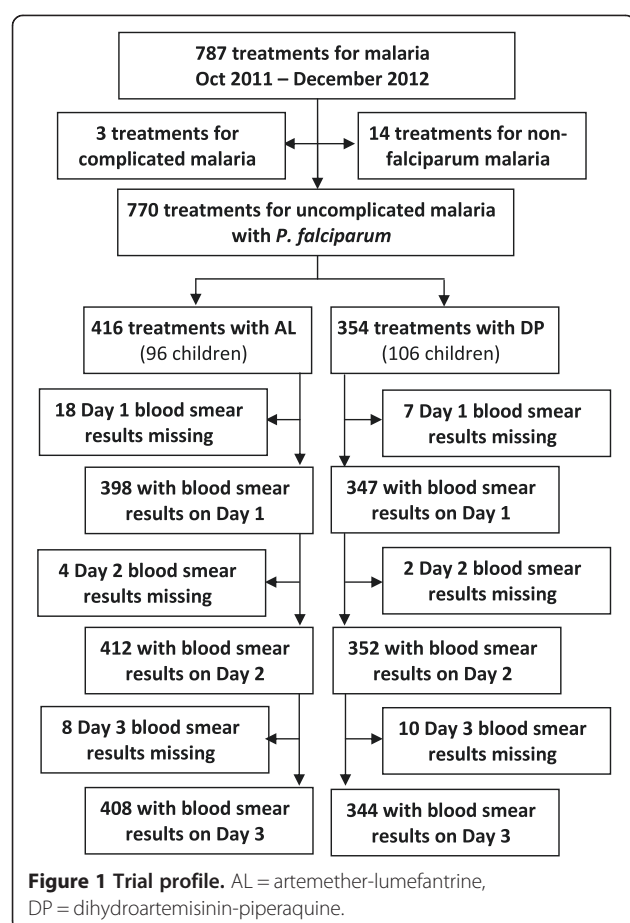 787 treatments for malaria
Oct 2011 – December 2012
3 treatments for
complicated malaria
14 treatments for non-
falciparum malaria
770 treatments for uncomplicated malaria
with P. falciparum
416 treatments with AL
(96 children)
354 treatments with DP
(106 children)
18 Day 1 blood smear
results missing
7 Day 1 blood smear
results missing
398 with blood smear
results on Day 1
347 with blood smear
results on Day 1
4 Day 2 blood smear
results missing
2 Day 2 blood smear
results missing
412 with blood smear
results on Day 2
352 with blood smear
results on Day 2
8 Day 3 blood smear
results missing
10 Day 3 blood smear
results missing
408 with blood smear
results on Day 3
344 with blood smear
results on Day 3
Figure 1 Trial profile. AL = artemether-lumefantrine,
DP = dihydroartemisinin-piperaquine.